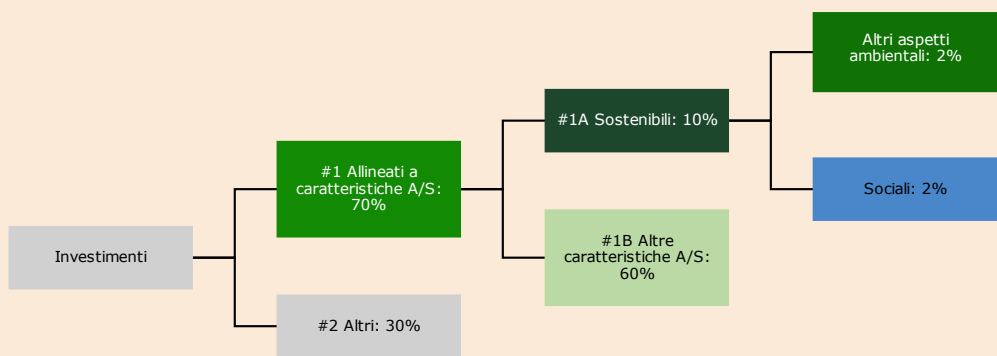 Altri aspetti
ambientali: 2%
#1A Sostenibili: 10%
#1 Allineati a
caratteristiche A/S:
70%
Sociali: 2%
#1B Altre
caratteristiche A/S:
60%
Investimenti
#2 Altri: 30%